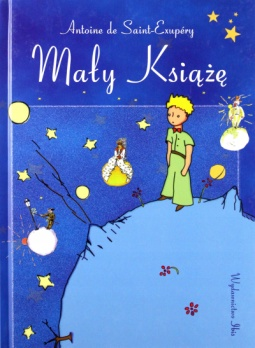 Antoine de Saint-Exupéry
Mały Książę
Wydawnictwo Ibis